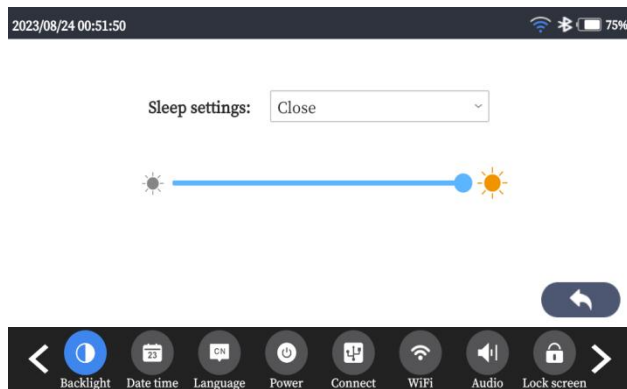 2023/08/24 00:51:50 75%
Sleep settings: Close
23 CN
Backlight Date time Language Power Connect WiFi Audio Lock screen